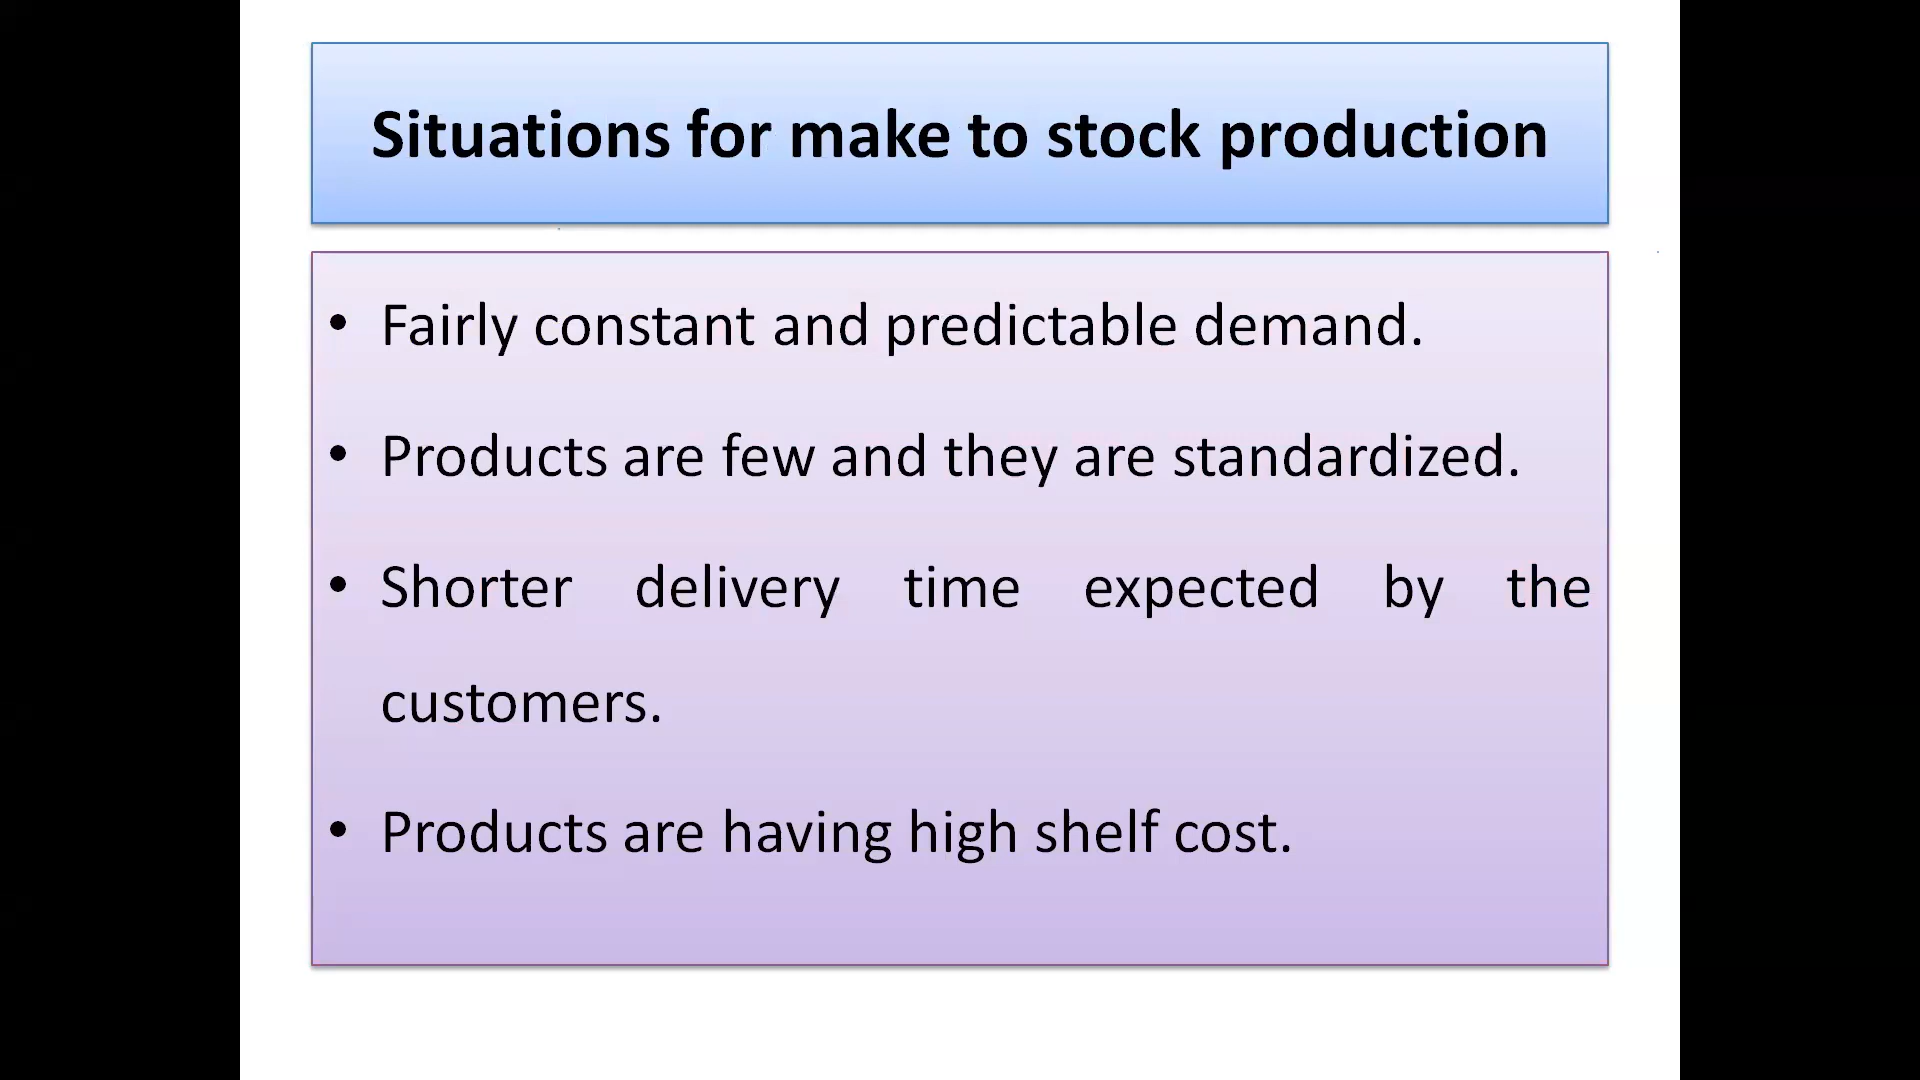 Situations for make to stock production
• Fairly constant and predictable demand.
• Products are few and they are standardized.
• Shorter delivery time expected by the
customers.
• Products are having high shelf cost.